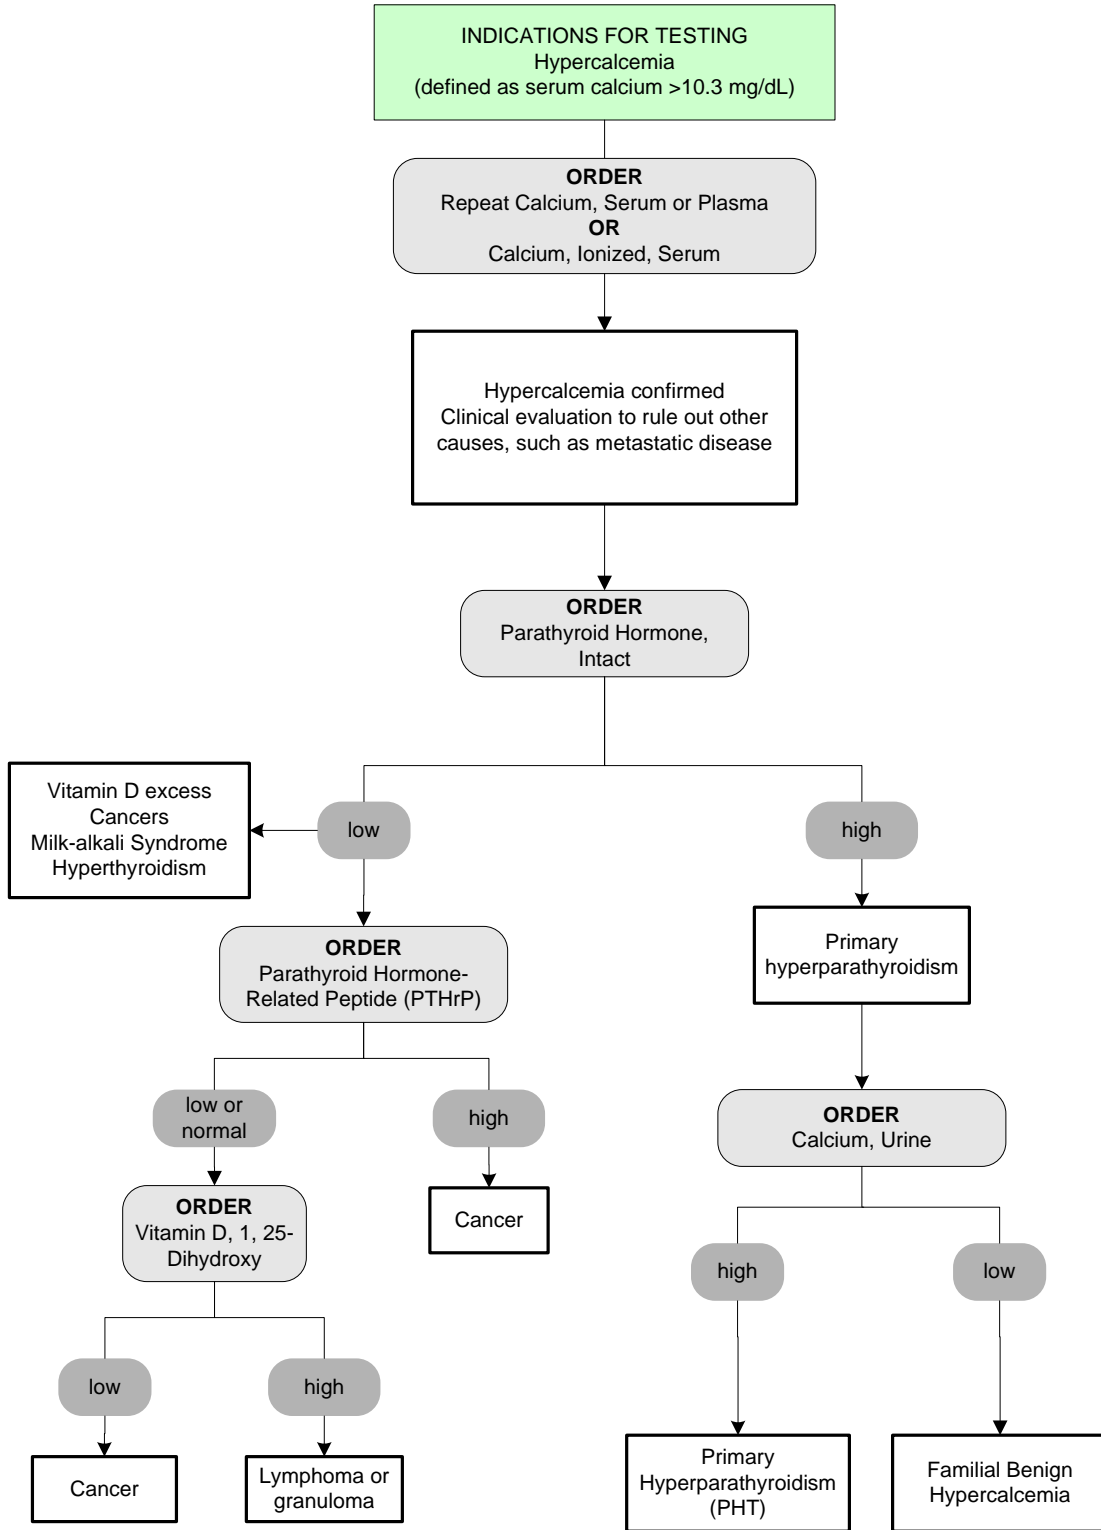 INDICATIONS FOR TESTING
Hypercalcemia
(defined as serum calcium >10.3 mg/dL)
ORDER
Repeat Calcium, Serum or Plasma
OR
Calcium, Ionized, Serum
Hypercalcemia confirmed
Clinical evaluation to rule out other
causes, such as metastatic disease
ORDER
Parathyroid Hormone,
Intact
Vitamin D excess
Cancers
Milk-alkali Syndrome
Hyperthyroidism
low
high
ORDER
Parathyroid Hormone-
Related Peptide (PTHrP)
Primary
hyperparathyroidism
low or
normal
high
ORDER
Calcium, Urine
ORDER
Vitamin D, 1, 25-
Dihydroxy
Cancer
high
low
low
high
Cancer
Lymphoma or
granuloma
Primary
Hyperparathyroidism
(PHT)
Familial Benign
Hypercalcemia